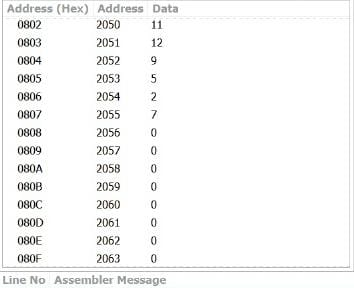 Address (Hex) Address Data
0802 2050 11
0803 2051 12
0804 2052 9
0805 2053 5
0806 2054 2
0807 2055 7
0808 2056 0
0809 2057 0
080A 2058 0
080B 2059 0
080C 2060 0
080D 2061 0
080E 2062 0
080F 2063 0
Line No Assembler Message